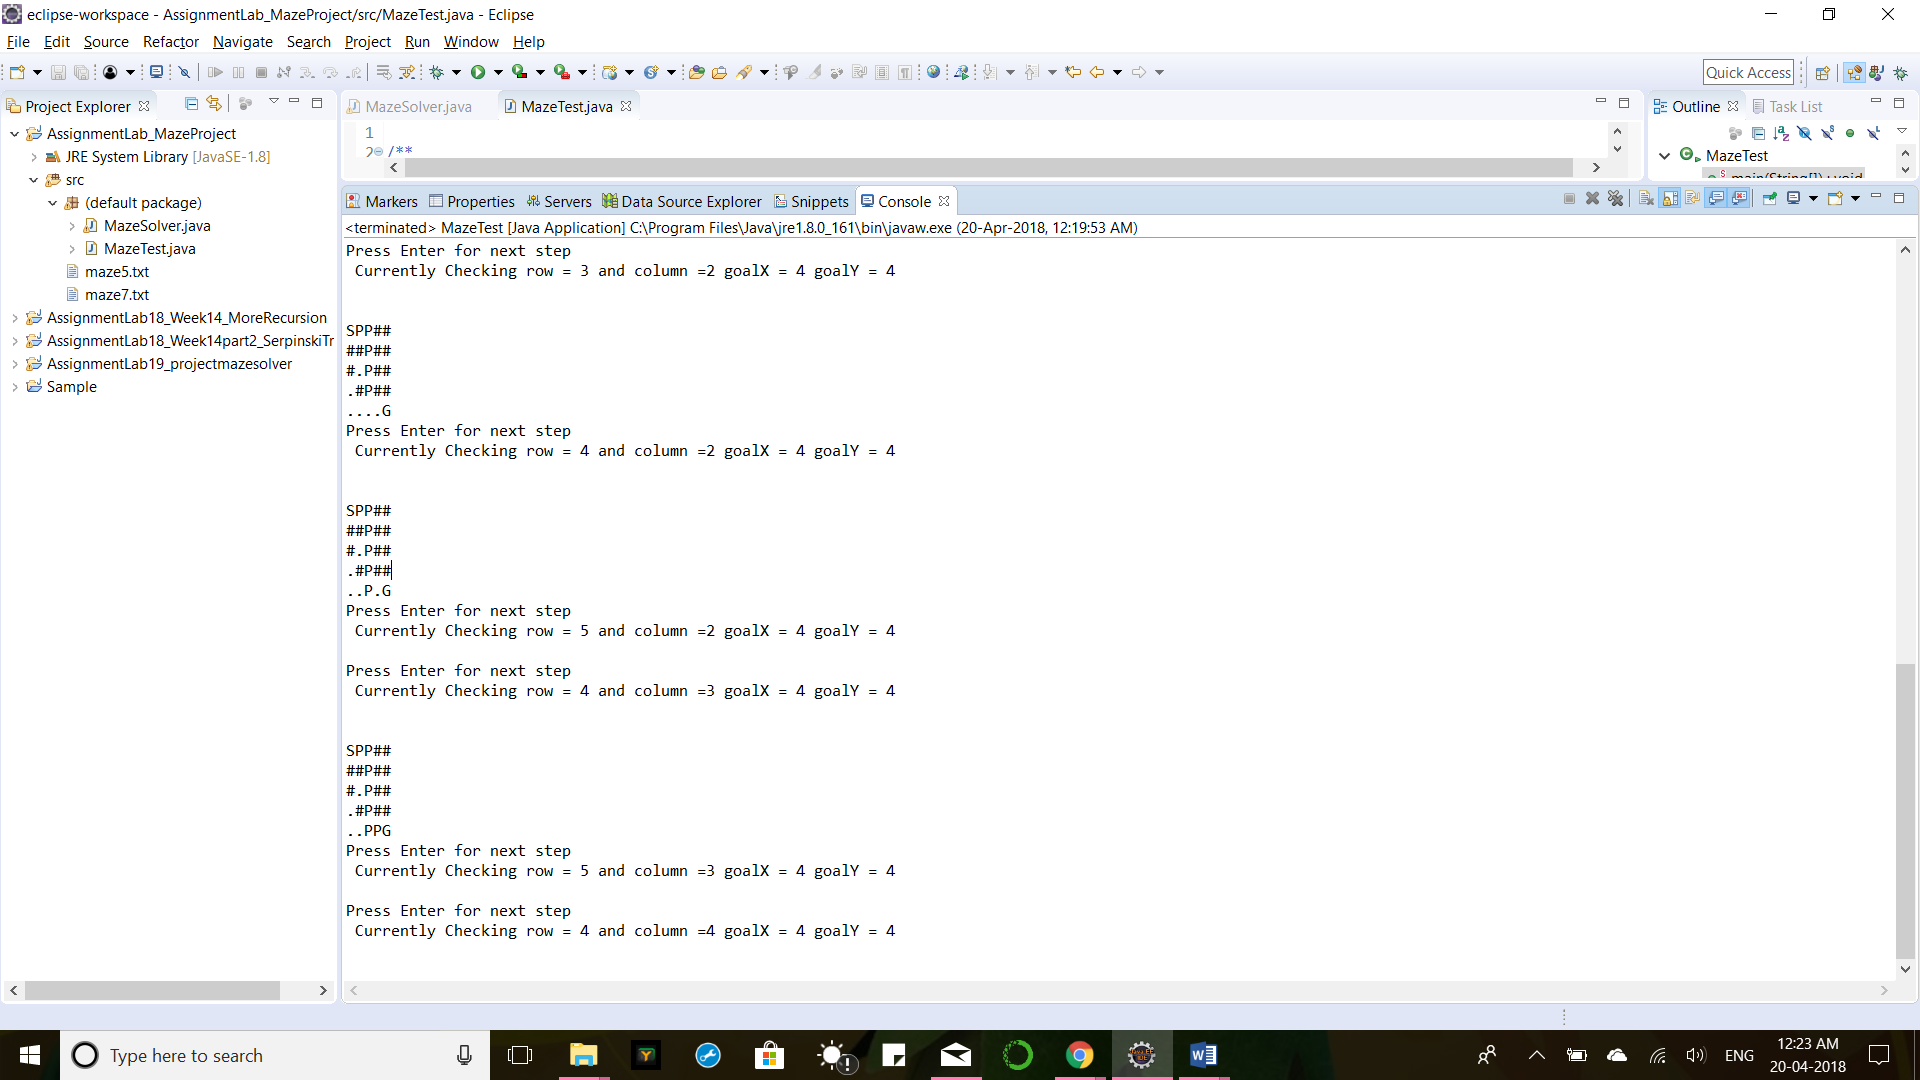 eclipse-workspace - AssignmentLab_MazeProject/src/MazeTest.java - Eclipse
File Edit Source Refactor Navigate Search Project Run Window Help
Quick Access
Project Explorer
AssignmentLab_MazeProject
JRE System Library [JavaSE-1.8]
src
(default package)
MazeSolver.java
MazeTest.java
maze5.txt
maze7.txt
AssignmentLab18_Week14_MoreRecursion
AssignmentLab18_Week14part2_SerpinskiTr
AssignmentLab19_projectmazesolver
Sample
MazeSolver.java MazeTest.java
1
2 /**
Outline Task List
MazeTest
main(String[]) : void
Markers Properties Servers Data Source Explorer Snippets Console
<terminated> MazeTest [Java Application] C:\Program Files\Java\jre1.8.0_161\bin\javaw.exe (20-Apr-2018, 12:19:53 AM)
Press Enter for next step
Currently Checking row = 3 and column =2 goalX = 4 goalY = 4
SPP##
##P##
#.P##
.#P##
....G
Press Enter for next step
Currently Checking row = 4 and column =2 goalX = 4 goalY = 4
SPP##
##P##
#.P##
.#P##
..P.G
Press Enter for next step
Currently Checking row = 5 and column =2 goalX = 4 goalY = 4
Press Enter for next step
Currently Checking row = 4 and column =3 goalX = 4 goalY = 4
SPP##
##P##
#.P##
.#P##
..PPG
Press Enter for next step
Currently Checking row = 5 and column =3 goalX = 4 goalY = 4
Press Enter for next step
Currently Checking row = 4 and column =4 goalX = 4 goalY = 4
Type here to search
ENG
12:23 AM
20-04-2018